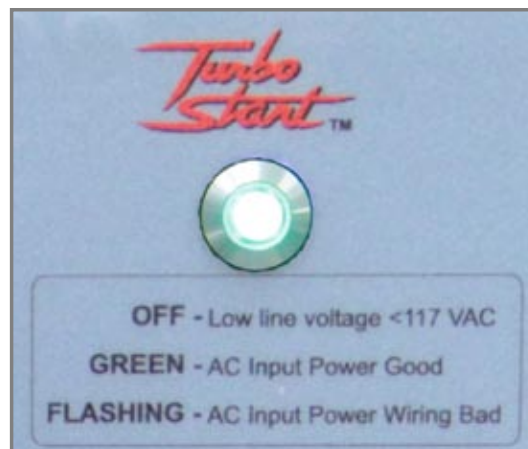 Turbo
Start™
OFF - Low line voltage <117 VAC
GREEN - AC Input Power Good
FLASHING - AC Input Power Wiring Bad